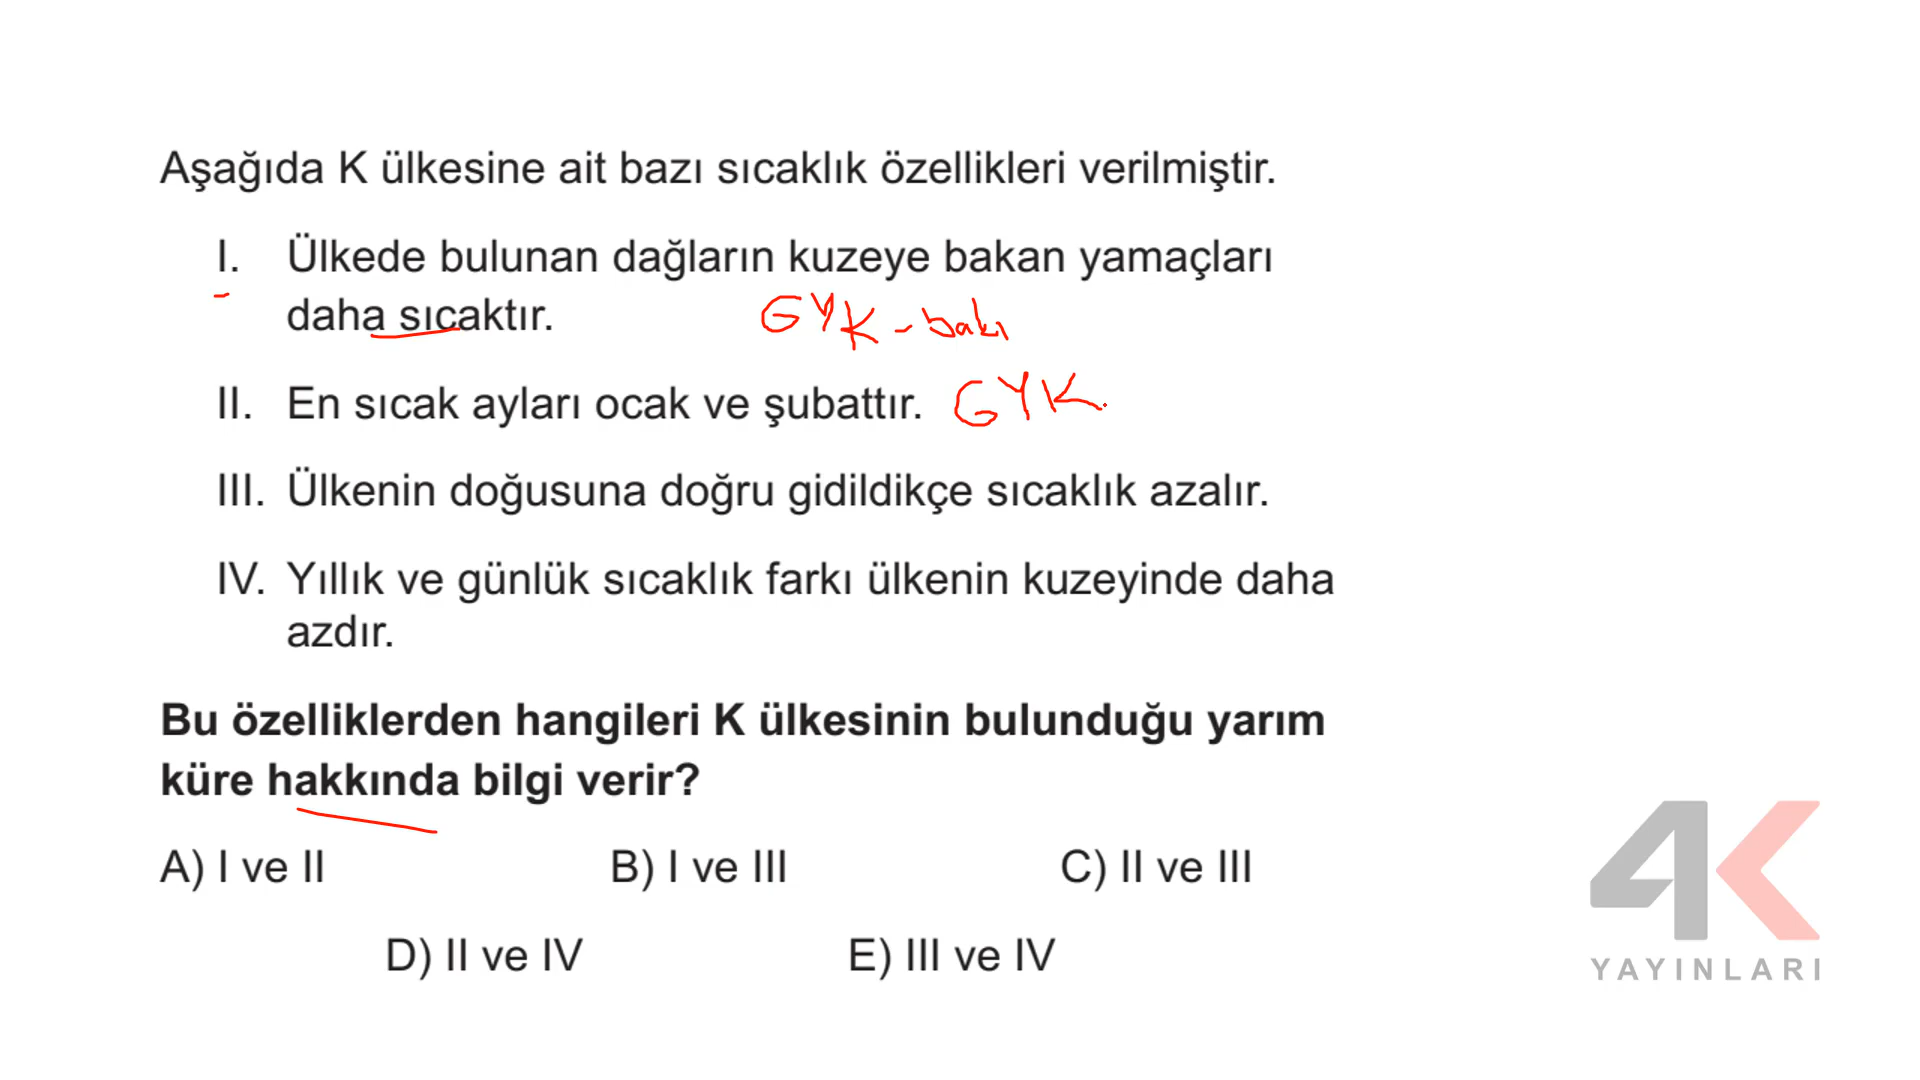 Aşağıda K ülkesine ait bazı sıcaklık özellikleri verilmiştir.
I. Ülkede bulunan dağların kuzeye bakan yamaçları
daha sıcaktır.
GYK - bakı
II. En sıcak ayları ocak ve şubattır. GYK.
III. Ülkenin doğusuna doğru gidildikçe sıcaklık azalır.
IV. Yıllık ve günlük sıcaklık farkı ülkenin kuzeyinde daha
azdır.
Bu özelliklerden hangileri K ülkesinin bulunduğu yarım
küre hakkında bilgi verir?
A) I ve II B) I ve III C) II ve III
D) II ve IV E) III ve IV
4K
YAYINLARI